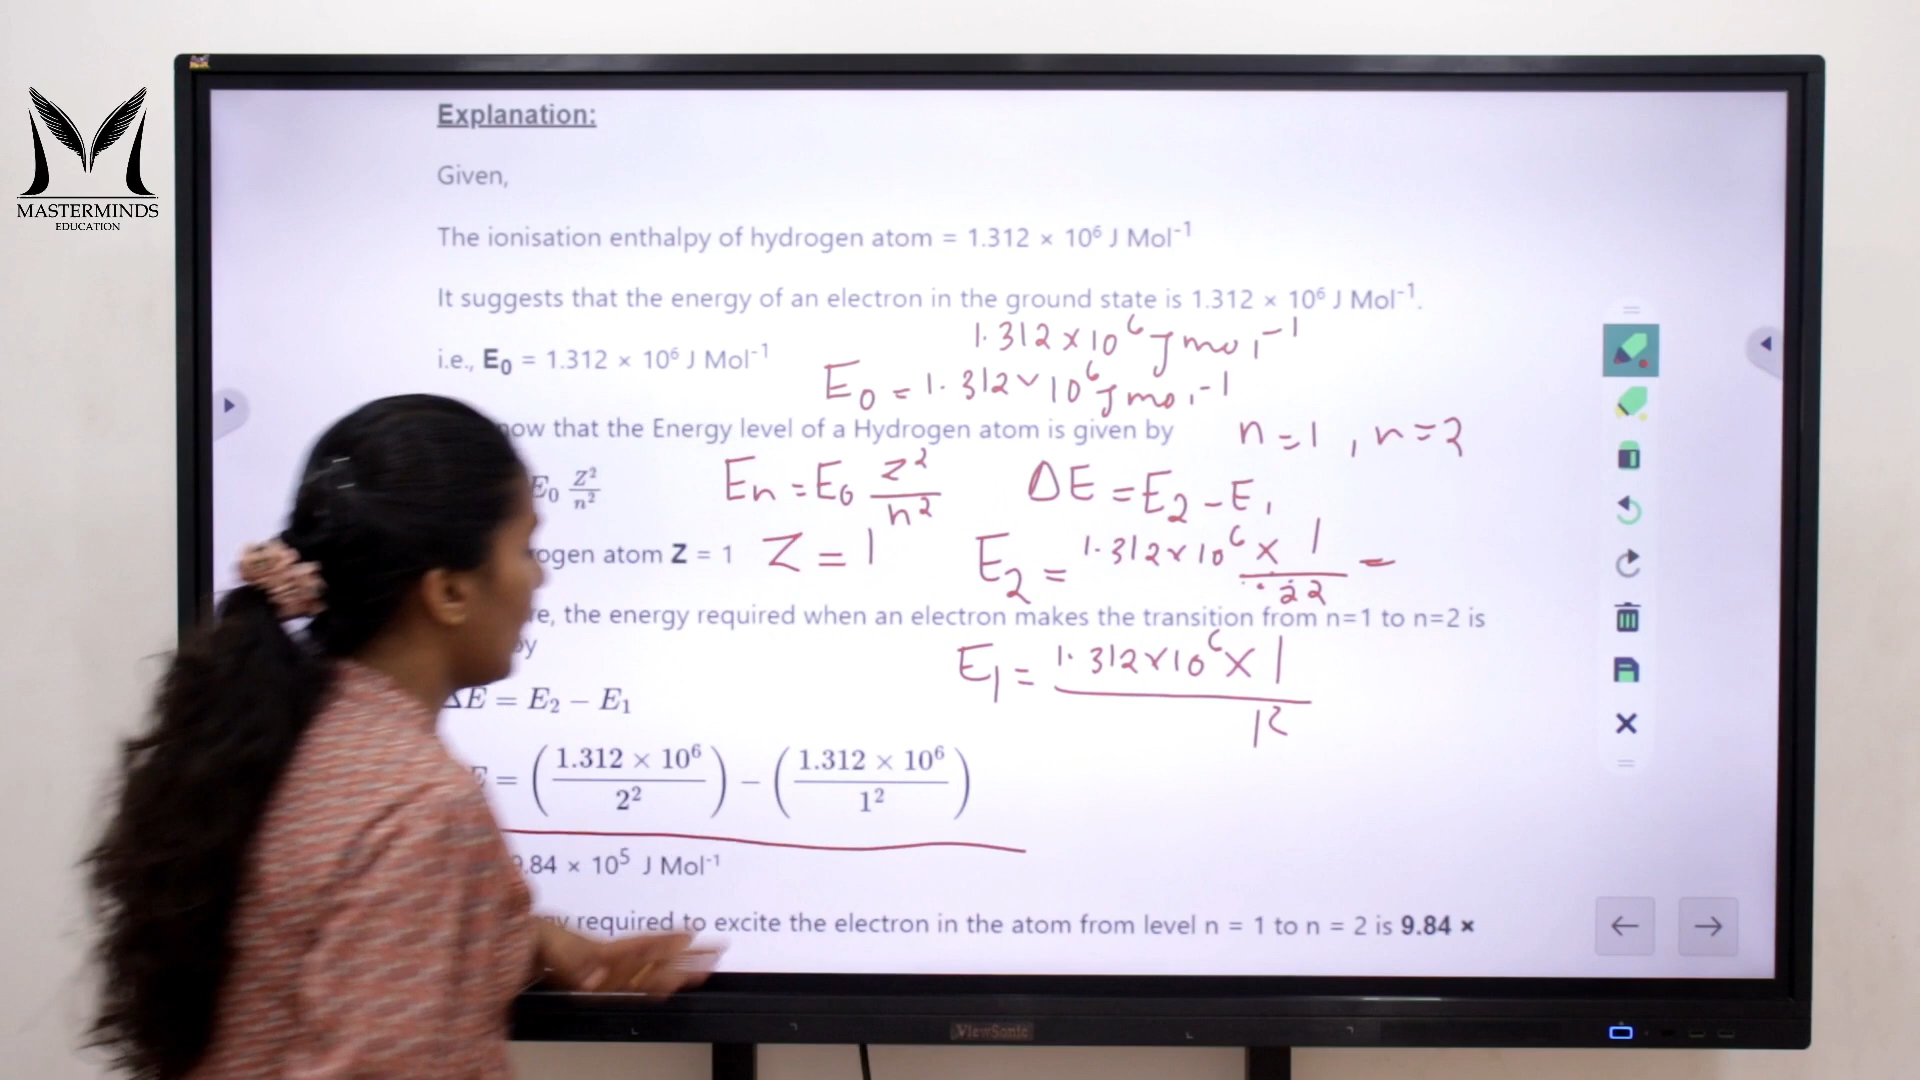 MASTERMINDS
EDUCATION
Explanation:
Given,
The ionisation enthalpy of hydrogen atom = 1.312 × 10⁶ J Mol⁻¹
It suggests that the energy of an electron in the ground state is 1.312 × 10⁶ J Mol⁻¹.
1.312×10⁶ J mol⁻¹
i.e., E₀ = 1.312 × 10⁶ J Mol⁻¹
E₀ = 1.312×10⁶ J mol⁻¹
that the Energy level of a Hydrogen atom is given by
n=1, n=2
E₀ Z²/n²
Eₙ = E₀ Z²/n²
ΔE = E₂ - E₁
atom Z = 1
Z = 1
E₂ = 1.312×10⁶ × 1/2² =
the energy required when an electron makes the transition from n=1 to n=2 is
E₁ = 1.312×10⁶ × 1/1²
ΔE = E₂ − E₁
= (1.312 × 10⁶/2²) − (1.312 × 10⁶/1²)
.84 × 10⁵ J Mol⁻¹
required to excite the electron in the atom from level n = 1 to n = 2 is 9.84 ×
ViewSonic